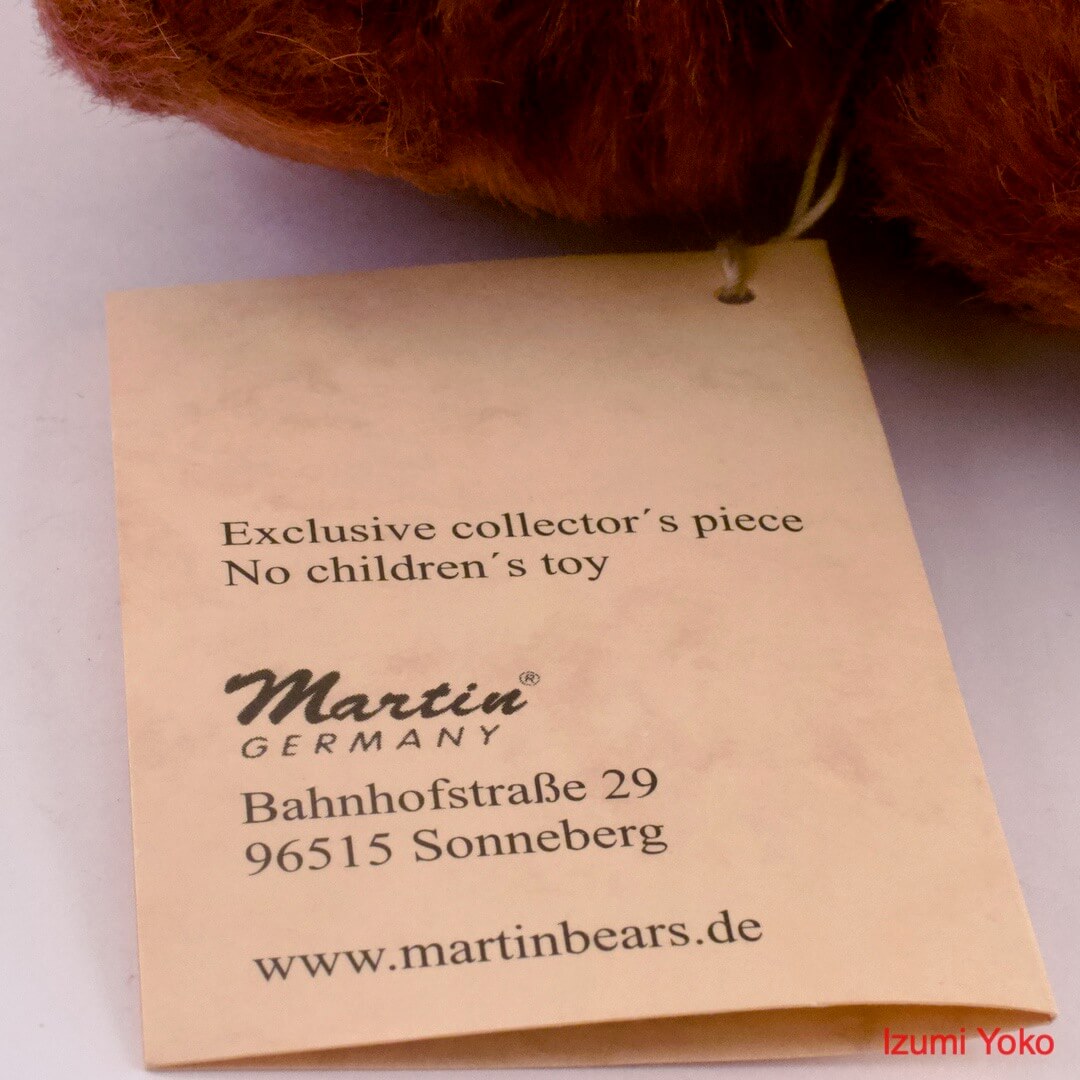 Exclusive collector´s piece
No children´s toy
Martin®
GERMANY
Bahnhofstraße 29
96515 Sonneberg
www.martinbears.de
Izumi Yoko